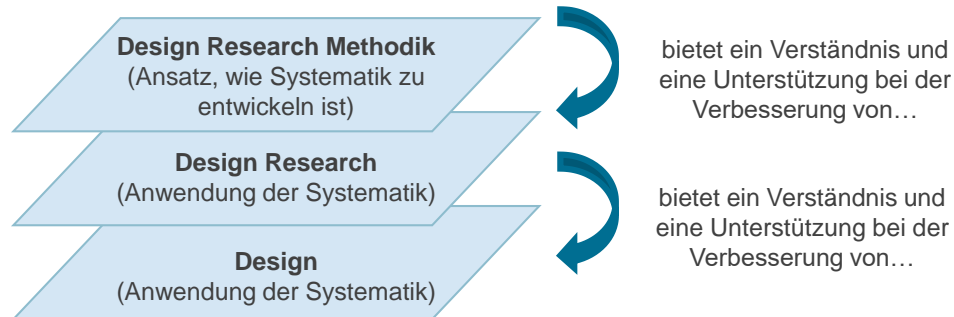 Design Research Methodik
(Ansatz, wie Systematik zu
entwickeln ist)
bietet ein Verständnis und
eine Unterstützung bei der
Verbesserung von…
Design Research
(Anwendung der Systematik)
bietet ein Verständnis und
eine Unterstützung bei der
Verbesserung von…
Design
(Anwendung der Systematik)